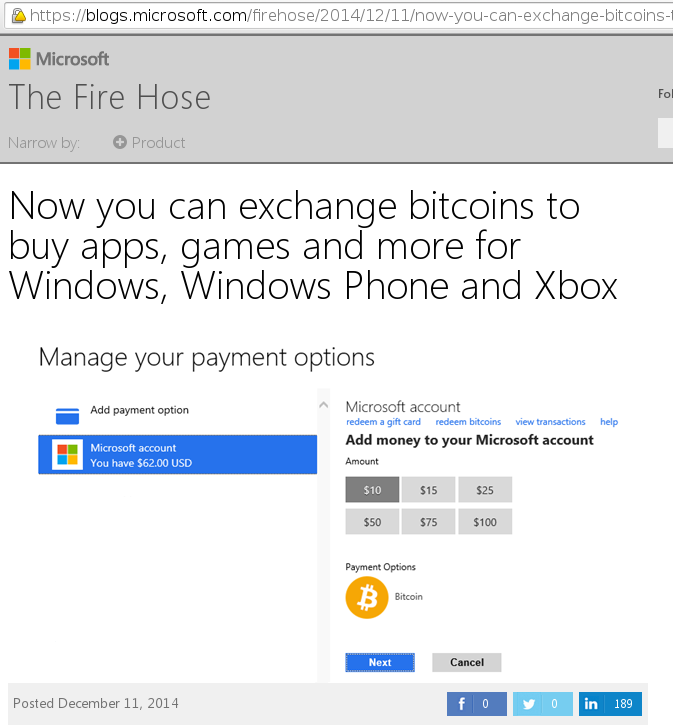 https://blogs.microsoft.com/firehose/2014/12/11/now-you-can-exchange-bitcoins-
Microsoft
The Fire Hose
Fol
Narrow by: Product
Now you can exchange bitcoins to
buy apps, games and more for
Windows, Windows Phone and Xbox
Manage your payment options
Add payment option
Microsoft account
You have $62.00 USD
Microsoft account
redeem a gift card redeem bitcoins view transactions help
Add money to your Microsoft account
Amount
$10 $15 $25
$50 $75 $100
Payment Options
Bitcoin
Next Cancel
Posted December 11, 2014
f 0 0 in 189